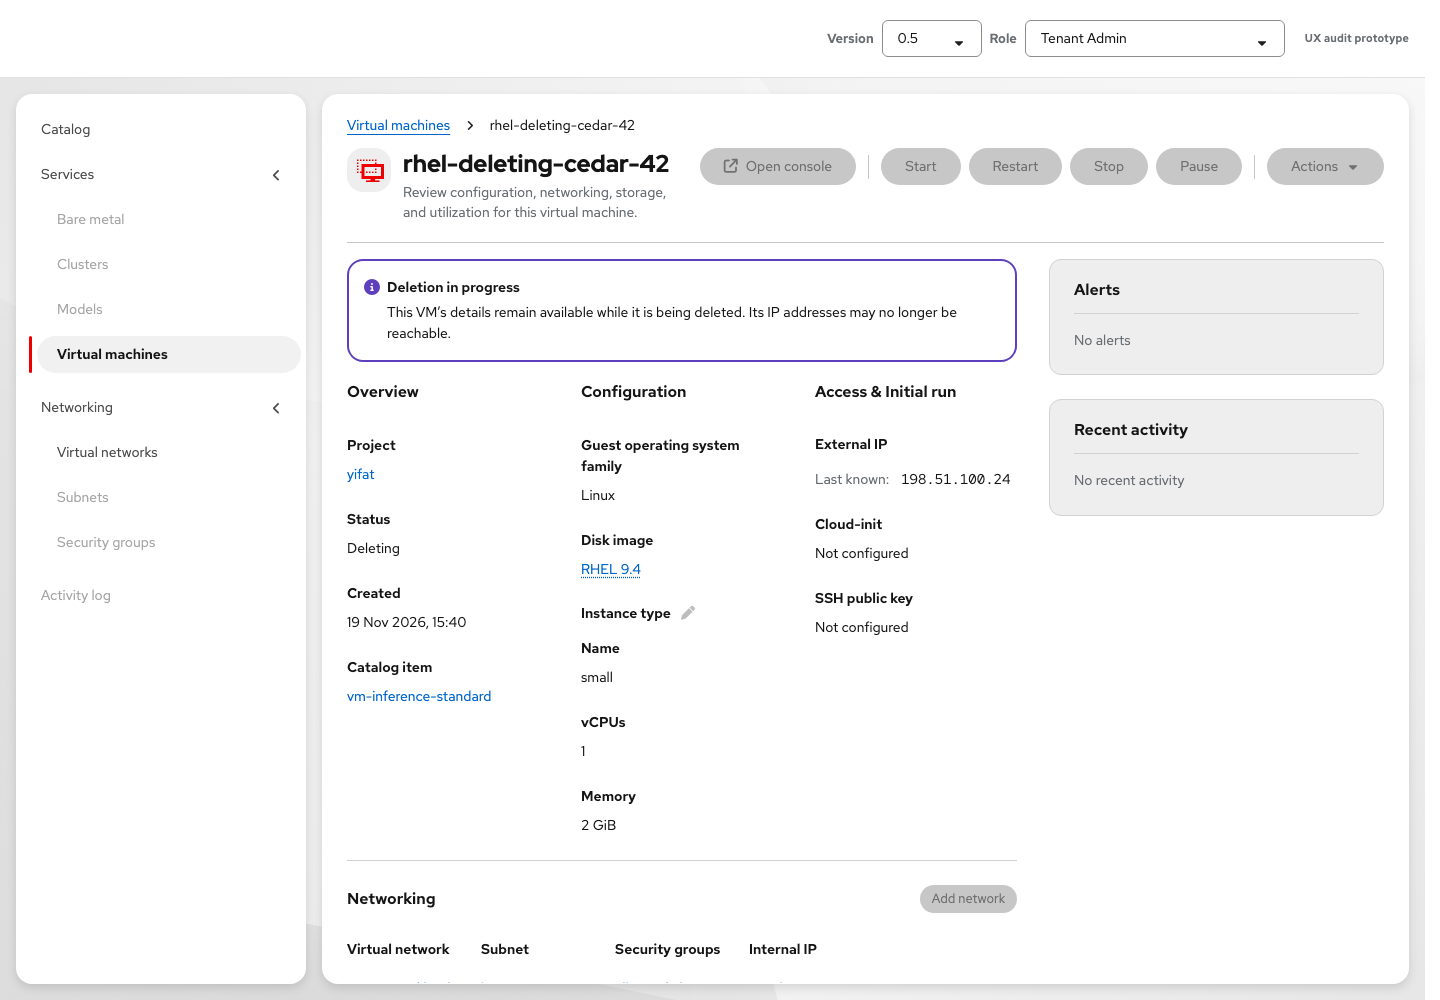 Version
0.5
Role
Tenant Admin
UX audit prototype
Catalog
Services
Bare metal
Clusters
Models
Virtual machines
Networking
Virtual networks
Subnets
Security groups
Activity log
Virtual machines
rhel-deleting-cedar-42
rhel-deleting-cedar-42
Review configuration, networking, storage,
and utilization for this virtual machine.
Open console
Start
Restart
Stop
Pause
Actions
Deletion in progress
This VM’s details remain available while it is being deleted. Its IP addresses may no longer be
reachable.
Overview
Project
yifat
Status
Deleting
Created
19 Nov 2026, 15:40
Catalog item
vm-inference-standard
Configuration
Guest operating system
family
Linux
Disk image
RHEL 9.4
Instance type
Name
small
vCPUs
1
Memory
2 GiB
Access & Initial run
External IP
Last known: 198.51.100.24
Cloud-init
Not configured
SSH public key
Not configured
Alerts
No alerts
Recent activity
No recent activity
Networking
Add network
Virtual network
Subnet
Security groups
Internal IP